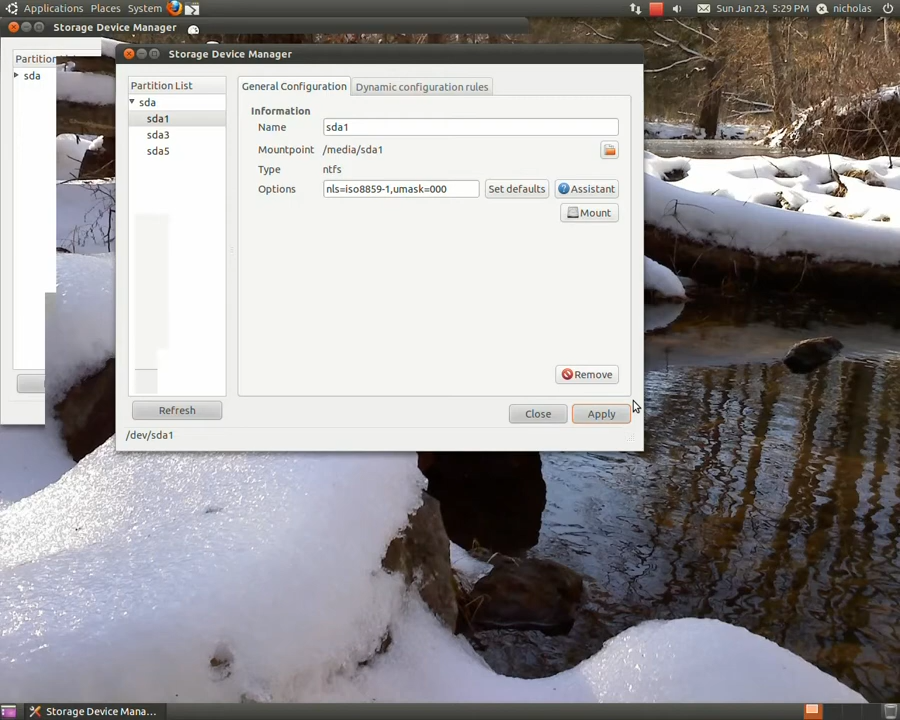 Applications Places System Sun Jan 23, 5:29 PM nicholas
Storage Device Manager
Partition
sda
Storage Device Manager
Partition List
sda
sda1
sda3
sda5
General Configuration Dynamic configuration rules
Information
Name sda1
Mountpoint /media/sda1
Type ntfs
Options nls=iso8859-1,umask=000 Set defaults Assistant
Mount
Remove
Refresh Close Apply
/dev/sda1
Storage Device Mana...